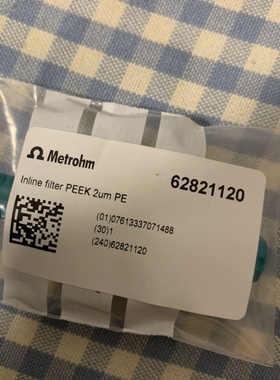 Metrohm
62821120
Inline filter PEEK 2um PE
(01)07613337071488
(30)1
(240)62821120